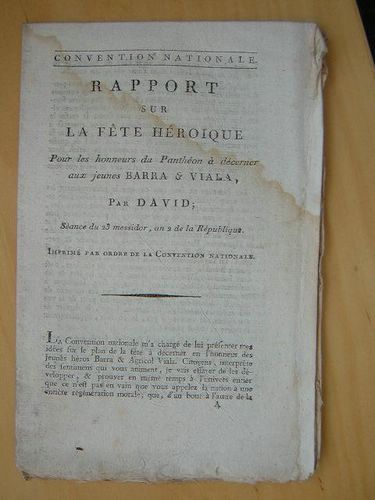 CONVENTION NATIONALE.
RAPPORT
SUR
LA FÊTE HÉROÏQUE
Pour les honneurs du Panthéon à décerner
aux jeunes BARRA & VIALA,
PAR DAVID;
Séance du 23 messidor, an 2 de la République.
IMPRIMÉ PAR ORDRE DE LA CONVENTION NATIONALE.
LA Convention nationale m'a chargé de lui présenter mes
idées sur le plan de la fête à décerner en l'honneur des
jeunes héros Barra & Agricol Viala. Citoyens, interprète
des sentimens qui vous animent, je vais essayer de les dé-
velopper, & prouver en même temps à l'univers entier
que ce n'est pas en vain que vous appelez la nation à une
entière régénération morale; que, d'un bout à l'autre de la
A